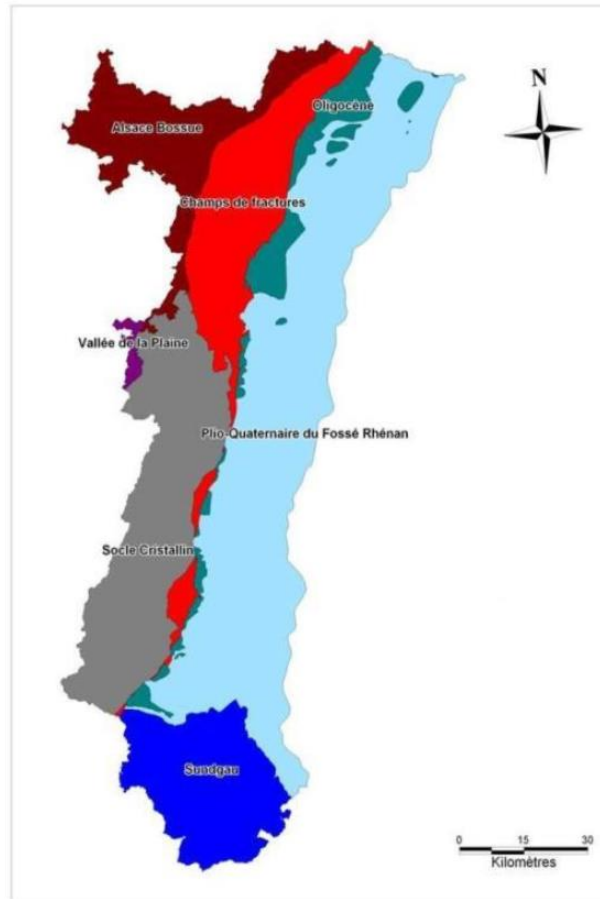 N
Oligocène
Alsace Bossue
Champs de fractures
Vallée de la Plaine
Plio-Quaternaire du Fossé Rhénan
Socle Cristallin
Sundgau
0 15 30
Kilomètres